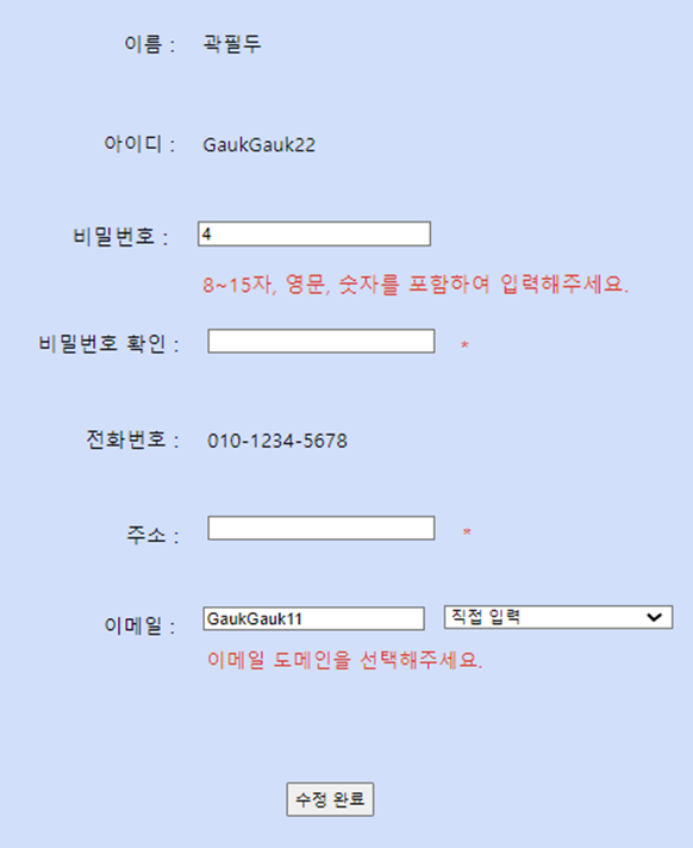 이름 : 곽필두
아이디 : GaukGauk22
비밀번호 : 4
8~15자, 영문, 숫자를 포함하여 입력해주세요.
비밀번호 확인 : *
전화번호 : 010-1234-5678
주소 : *
이메일 : GaukGauk11 직접 입력
이메일 도메인을 선택해주세요.
수정 완료